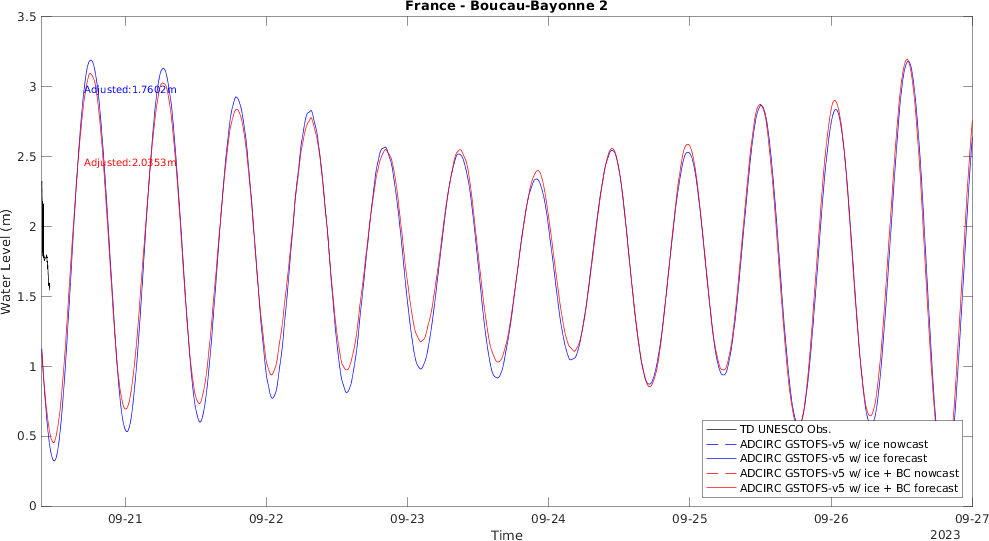 France - Boucau-Bayonne 2
Water Level (m)
3.5
3
2.5
2
1.5
1
0.5
0
Adjusted:1.7602m
Adjusted:2.0353m
TD UNESCO Obs.
ADCIRC GSTOFS-v5 w/ ice nowcast
ADCIRC GSTOFS-v5 w/ ice forecast
ADCIRC GSTOFS-v5 w/ ice + BC nowcast
ADCIRC GSTOFS-v5 w/ ice + BC forecast
09-21 09-22 09-23 09-24 09-25 09-26 09-27
Time
2023